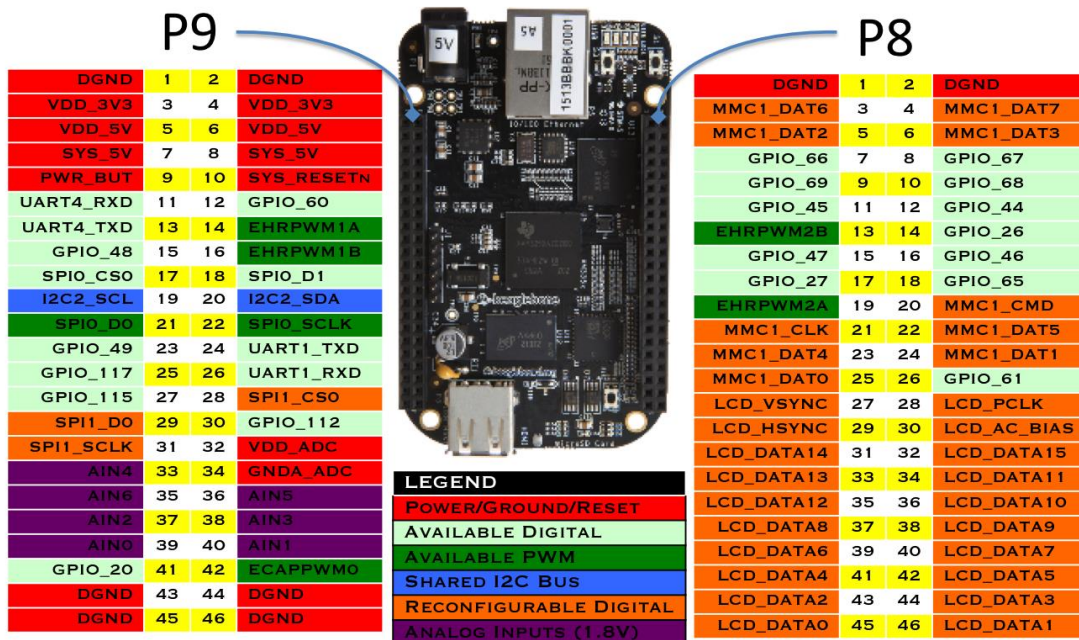 P9
P8
DGND 1 2 DGND
VDD_3V3 3 4 VDD_3V3
VDD_5V 5 6 VDD_5V
SYS_5V 7 8 SYS_5V
PWR_BUT 9 10 SYS_RESETN
UART4_RXD 11 12 GPIO_60
UART4_TXD 13 14 EHRPWM1A
GPIO_48 15 16 EHRPWM1B
SPI0_CS0 17 18 SPI0_D1
I2C2_SCL 19 20 I2C2_SDA
SPI0_D0 21 22 SPI0_SCLK
GPIO_49 23 24 UART1_TXD
GPIO_117 25 26 UART1_RXD
GPIO_115 27 28 SPI1_CS0
SPI1_D0 29 30 GPIO_112
SPI1_SCLK 31 32 VDD_ADC
AIN4 33 34 GNDA_ADC
AIN6 35 36 AIN5
AIN2 37 38 AIN3
AIN0 39 40 AIN1
GPIO_20 41 42 ECAPPWM0
DGND 43 44 DGND
DGND 45 46 DGND
5V
A5
1513BBBK0001
10/100 Ethernet
beaglebone
microSD Card
LEGEND
POWER/GROUND/RESET
AVAILABLE DIGITAL
AVAILABLE PWM
SHARED I2C BUS
RECONFIGURABLE DIGITAL
ANALOG INPUTS (1.8V)
DGND 1 2 DGND
MMC1_DAT6 3 4 MMC1_DAT7
MMC1_DAT2 5 6 MMC1_DAT3
GPIO_66 7 8 GPIO_67
GPIO_69 9 10 GPIO_68
GPIO_45 11 12 GPIO_44
EHRPWM2B 13 14 GPIO_26
GPIO_47 15 16 GPIO_46
GPIO_27 17 18 GPIO_65
EHRPWM2A 19 20 MMC1_CMD
MMC1_CLK 21 22 MMC1_DAT5
MMC1_DAT4 23 24 MMC1_DAT1
MMC1_DAT0 25 26 GPIO_61
LCD_VSYNC 27 28 LCD_PCLK
LCD_HSYNC 29 30 LCD_AC_BIAS
LCD_DATA14 31 32 LCD_DATA15
LCD_DATA13 33 34 LCD_DATA11
LCD_DATA12 35 36 LCD_DATA10
LCD_DATA8 37 38 LCD_DATA9
LCD_DATA6 39 40 LCD_DATA7
LCD_DATA4 41 42 LCD_DATA5
LCD_DATA2 43 44 LCD_DATA3
LCD_DATA0 45 46 LCD_DATA1